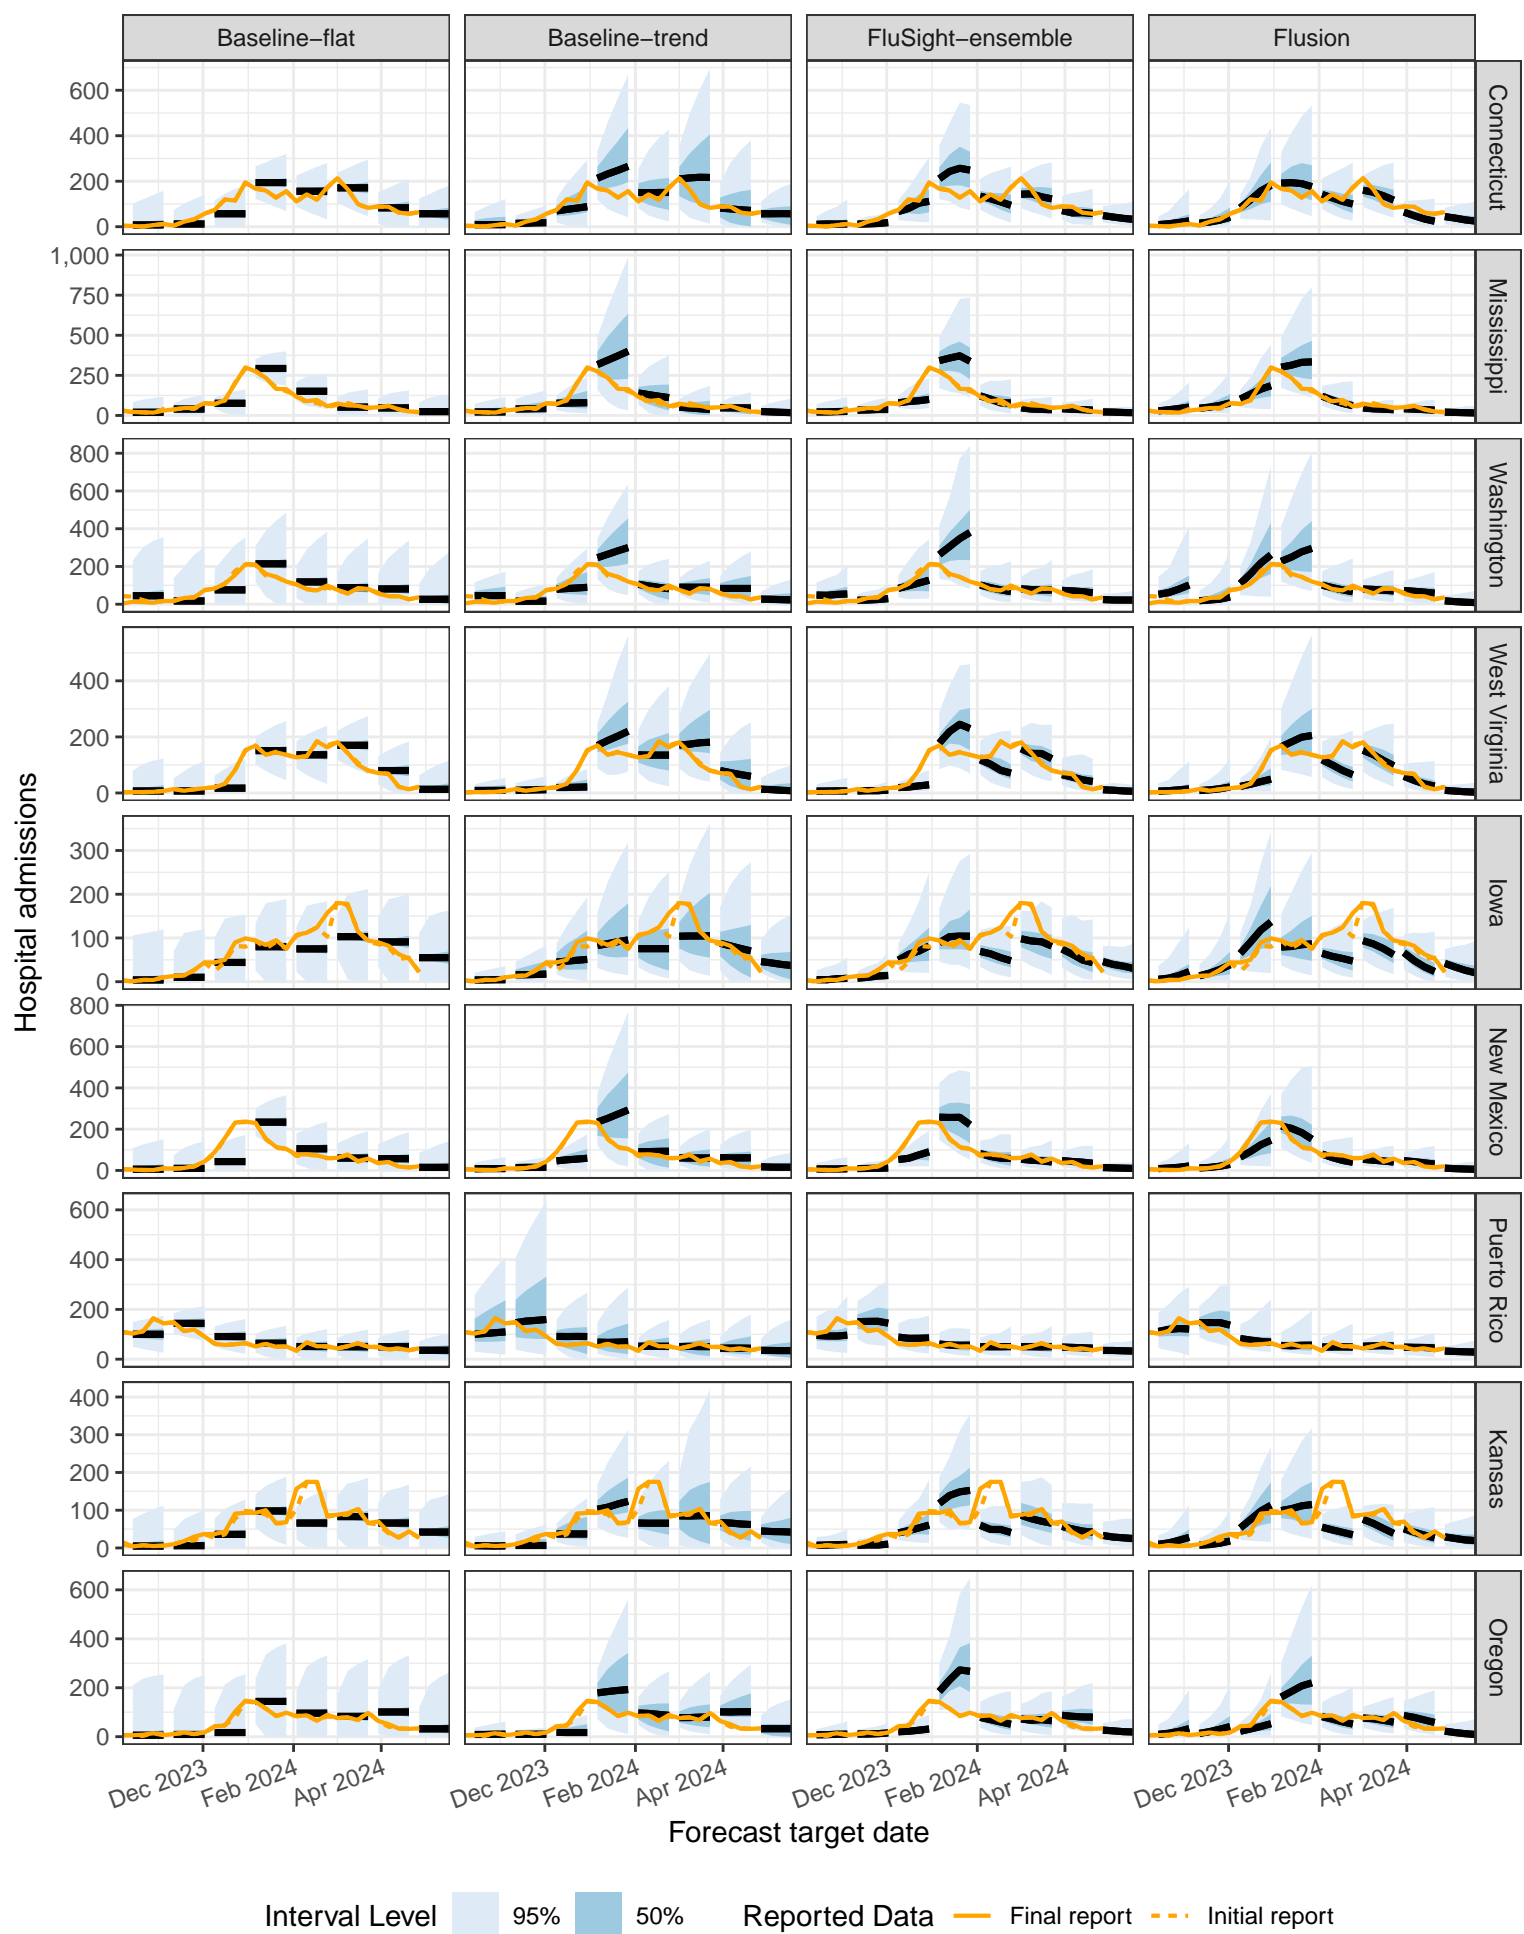 Baseline−flat Baseline−trend FluSight−ensemble Flusion
600
400
200
0
Connecticut
1,000
750
500
250
0
Mississippi
800
600
400
200
0
Washington
400
200
0
West Virginia
300
200
100
0
Iowa
800
600
400
200
0
New Mexico
600
400
200
0
Puerto Rico
400
300
200
100
0
Kansas
600
400
200
0
Oregon
Hospital admissions
Dec 2023 Feb 2024 Apr 2024 Dec 2023 Feb 2024 Apr 2024 Dec 2023 Feb 2024 Apr 2024 Dec 2023 Feb 2024 Apr 2024
Forecast target date
Interval Level 95% 50% Reported Data Final report Initial report